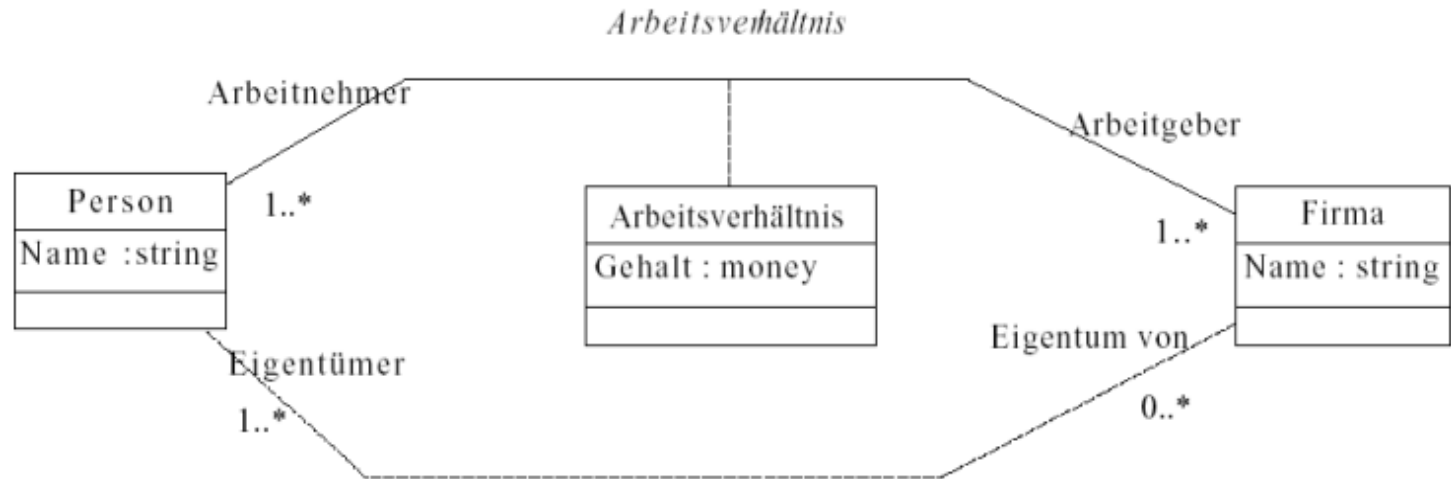 Arbeitsverhältnis
Arbeitnehmer
Arbeitgeber
Person
1..*
Name :string
Arbeitsverhältnis
Gehalt : money
1..*
Firma
Name : string
Eigentümer
1..*
Eigentum von
0..*